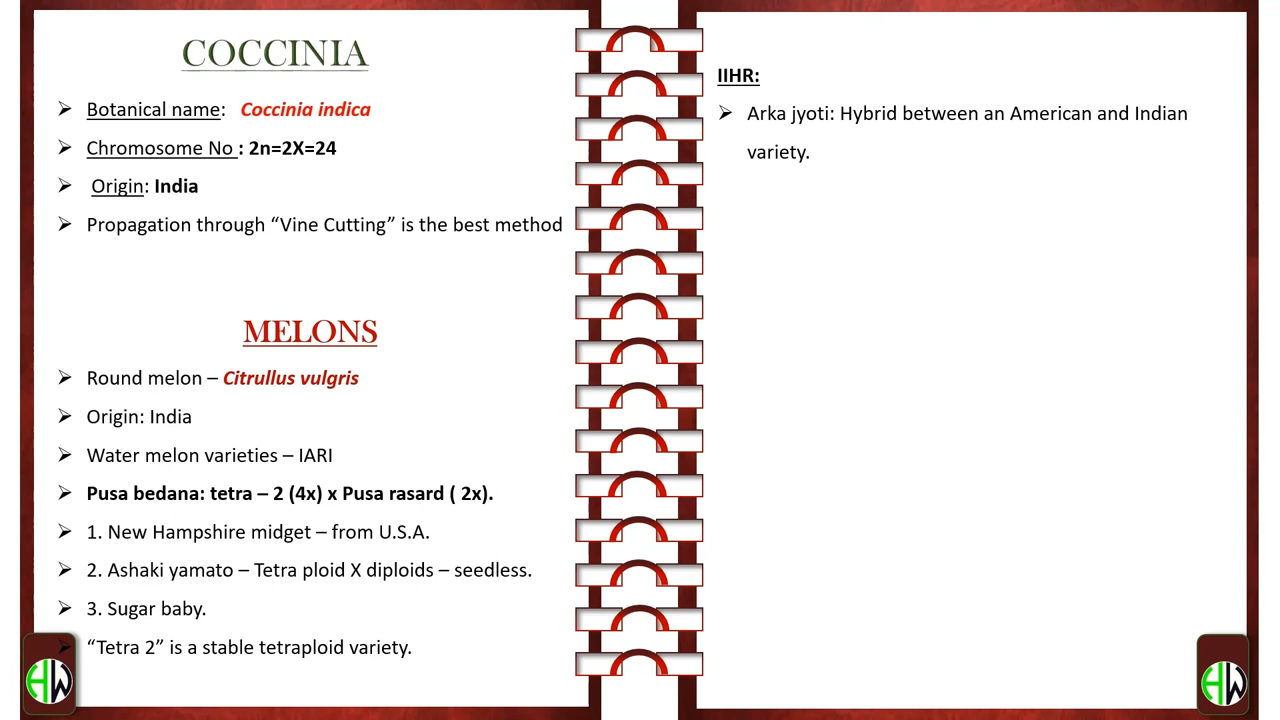 COCCINIA
➢ Botanical name: Coccinia indica
➢ Chromosome No : 2n=2X=24
➢ Origin: India
➢ Propagation through “Vine Cutting” is the best method
MELONS
➢ Round melon – Citrullus vulgris
➢ Origin: India
➢ Water melon varieties – IARI
➢ Pusa bedana: tetra – 2 (4x) x Pusa rasard ( 2x).
➢ 1. New Hampshire midget – from U.S.A.
➢ 2. Ashaki yamato – Tetra ploid X diploids – seedless.
➢ 3. Sugar baby.
➢ “Tetra 2” is a stable tetraploid variety.
HW
IIHR:
➢ Arka jyoti: Hybrid between an American and Indian
variety.
HW